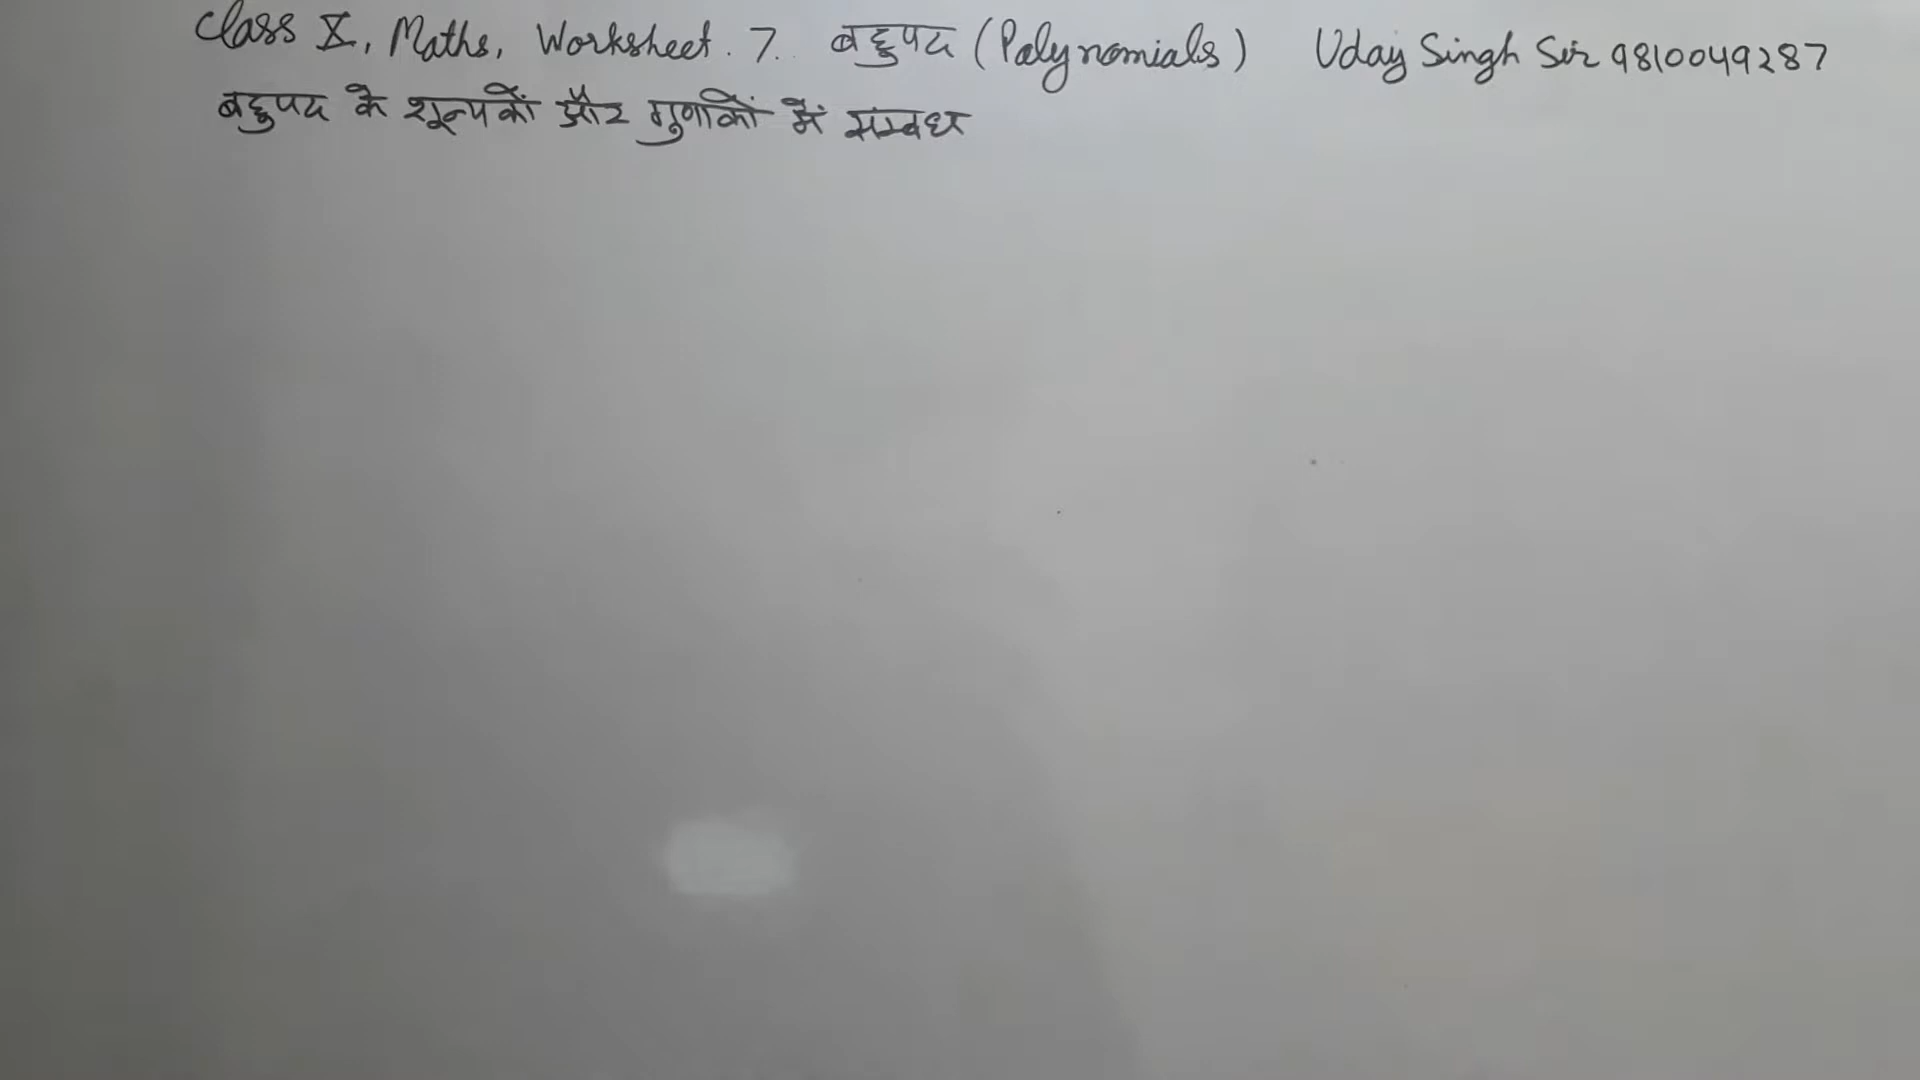 Class X, Maths, Worksheet. 7. बहुपद (Polynomials) Uday Singh Sir 9810049287
बहुपद के शून्यकों और गुणांकों में सम्बंध